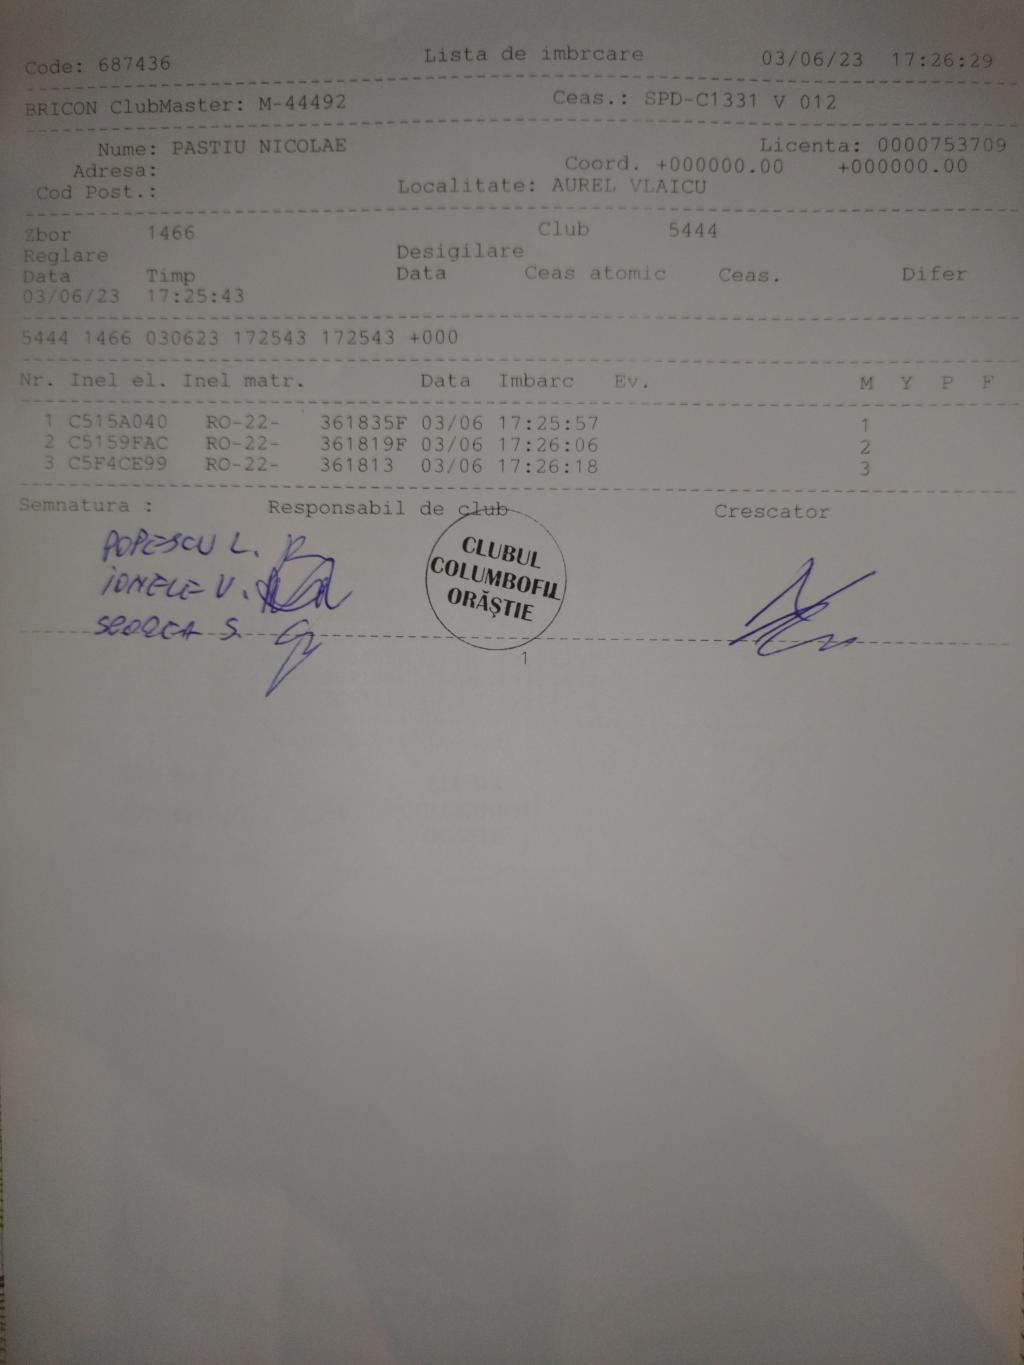 Code: 687436 Lista de imbrcare 03/06/23 17:26:29
BRICON ClubMaster: M-44492 Ceas.: SPD-C1331 V 012
Nume: PASTIU NICOLAE Licenta: 0000753709
Adresa: Coord. +000000.00 +000000.00
Cod Post.: Localitate: AUREL VLAICU
Zbor 1466 Club 5444
Reglare Desigilare
Data Timp Data Ceas atomic Ceas. Difer
03/06/23 17:25:43
5444 1466 030623 172543 172543 +000
Nr. Inel el. Inel matr. Data Imbarc Ev. M Y P F
1 C515A040 RO-22- 361835F 03/06 17:25:57 1
2 C5159FAC RO-22- 361819F 03/06 17:26:06 2
3 C5F4CE99 RO-22- 361813 03/06 17:26:18 3
Semnatura : Responsabil de club Crescator
POPESCU L.
IONELE V.
S.
CLUBUL
COLUMBOFIL
ORĂȘTIE
1